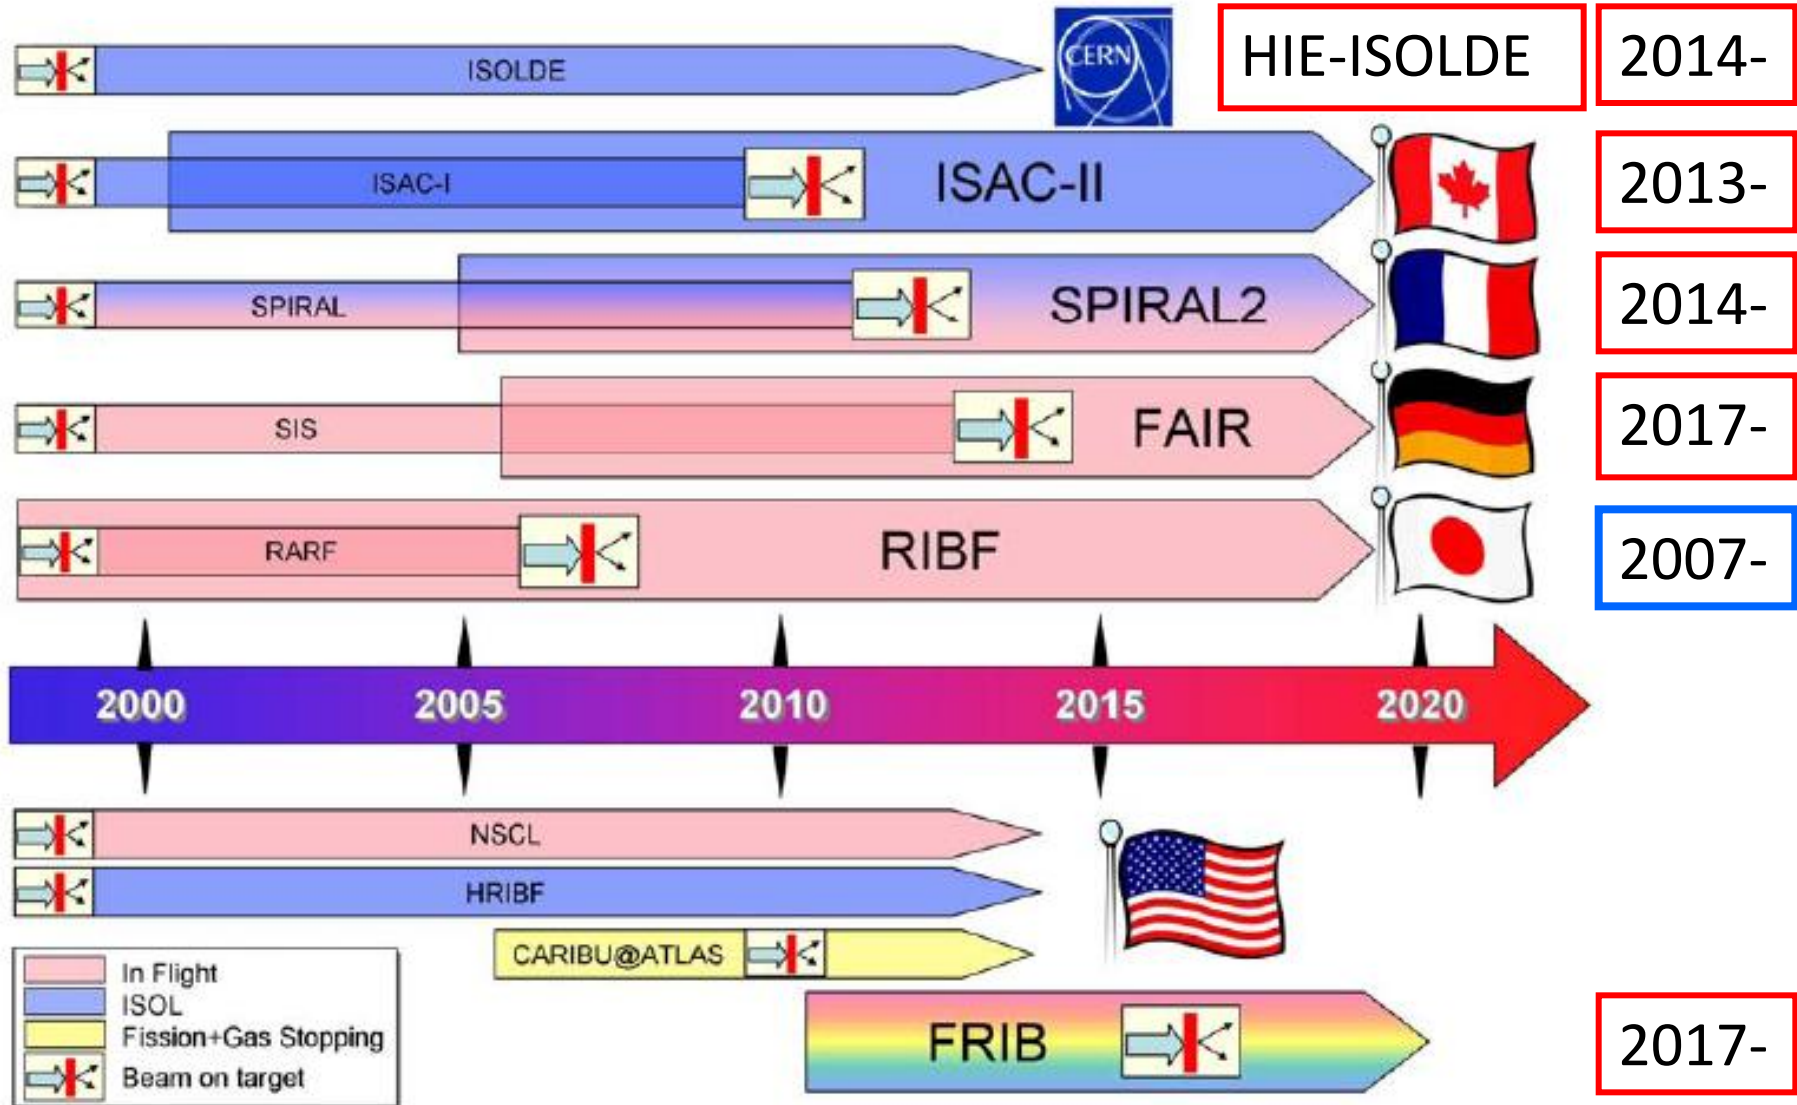 ISOLDE
CERN
HIE-ISOLDE
2014-
ISAC-I
ISAC-II
2013-
SPIRAL
SPIRAL2
2014-
SIS
FAIR
2017-
RARF
RIBF
2007-
2000 2005 2010 2015 2020
NSCL
HRIBF
CARIBU@ATLAS
In Flight
ISOL
Fission+Gas Stopping
Beam on target
FRIB
2017-